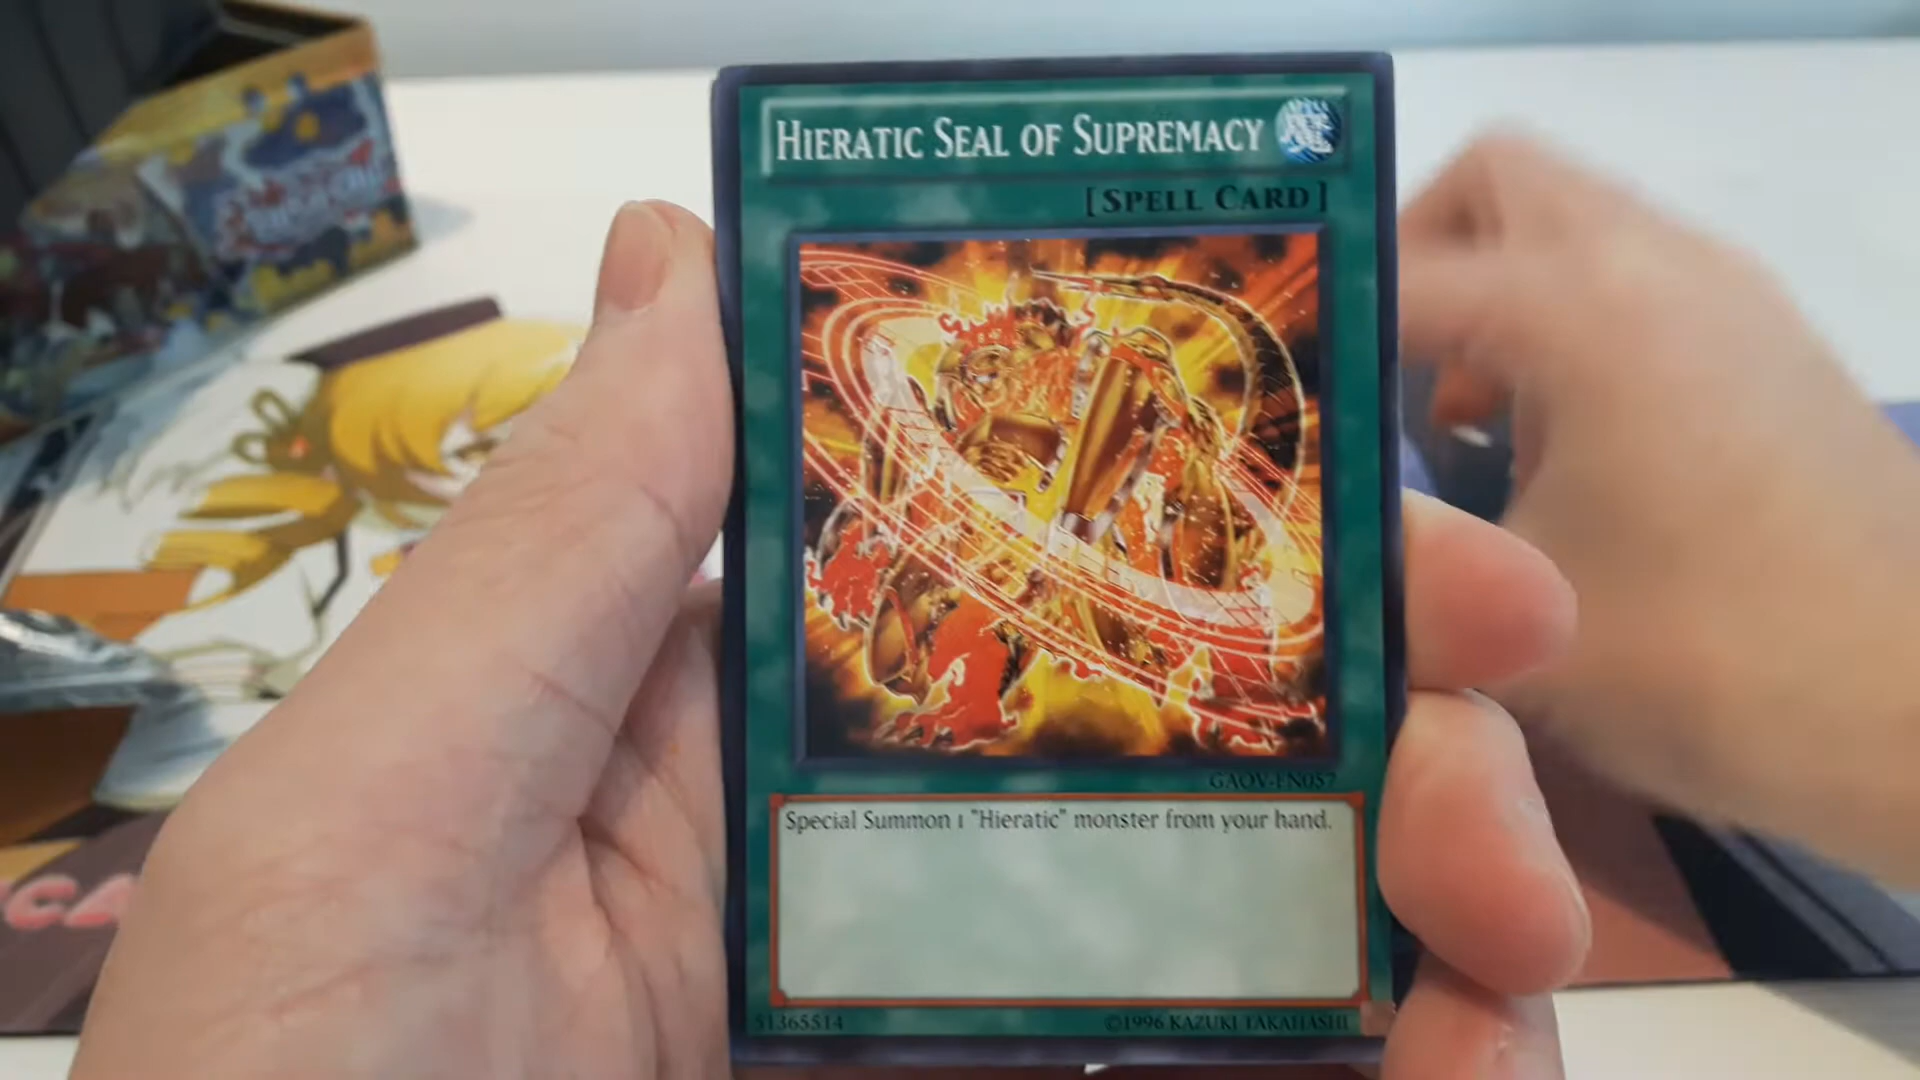 HIERATIC SEAL OF SUPREMACY
[SPELL CARD]
GAOV-EN057
Special Summon 1 "Hieratic" monster from your hand.
51365514
©1996 KAZUKI TAKAHASHI